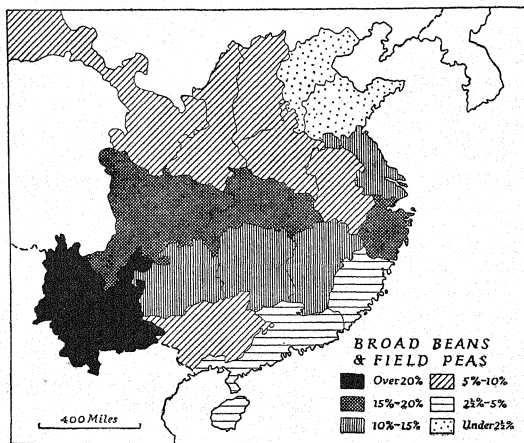 BROAD BEANS
& FIELD PEAS
Over 20%
5%-10%
15%-20%
2½%-5%
10%-15%
Under 2½%
400 Miles